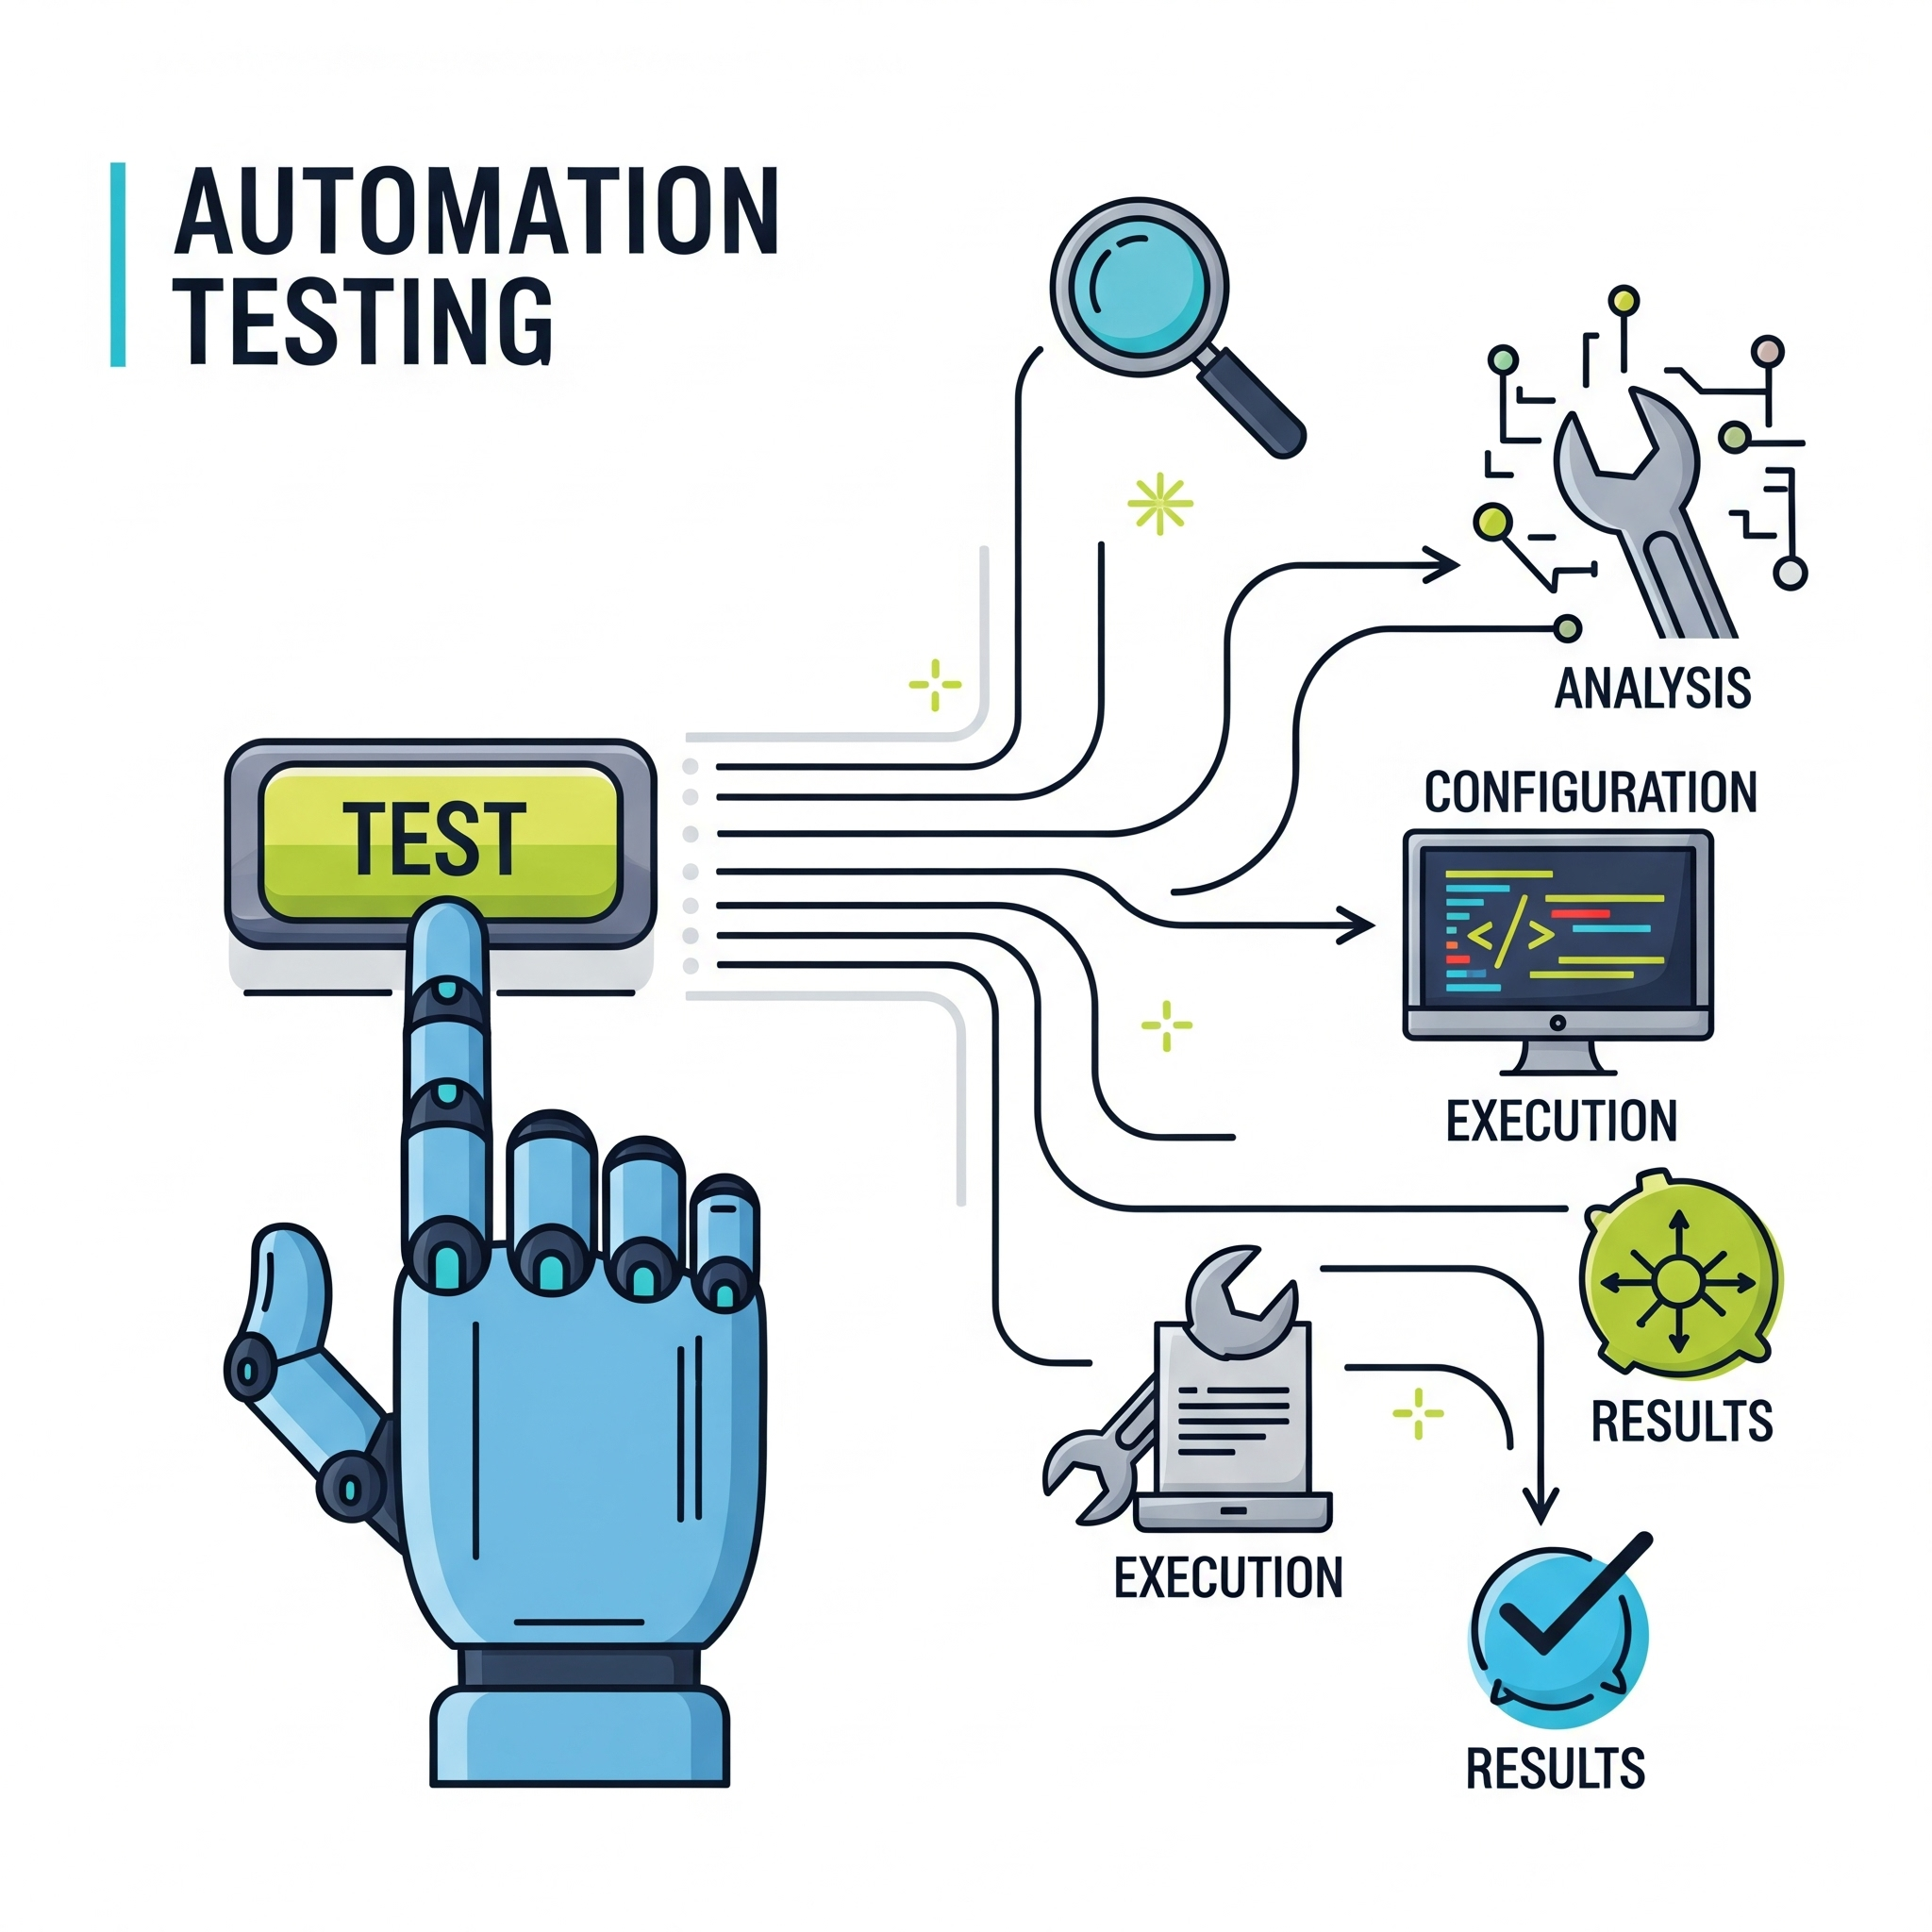 AUTOMATION
TESTING
TEST
ANALYSIS
CONFIGURATION
</>
EXECUTION
RESULTS
EXECUTION
RESULTS